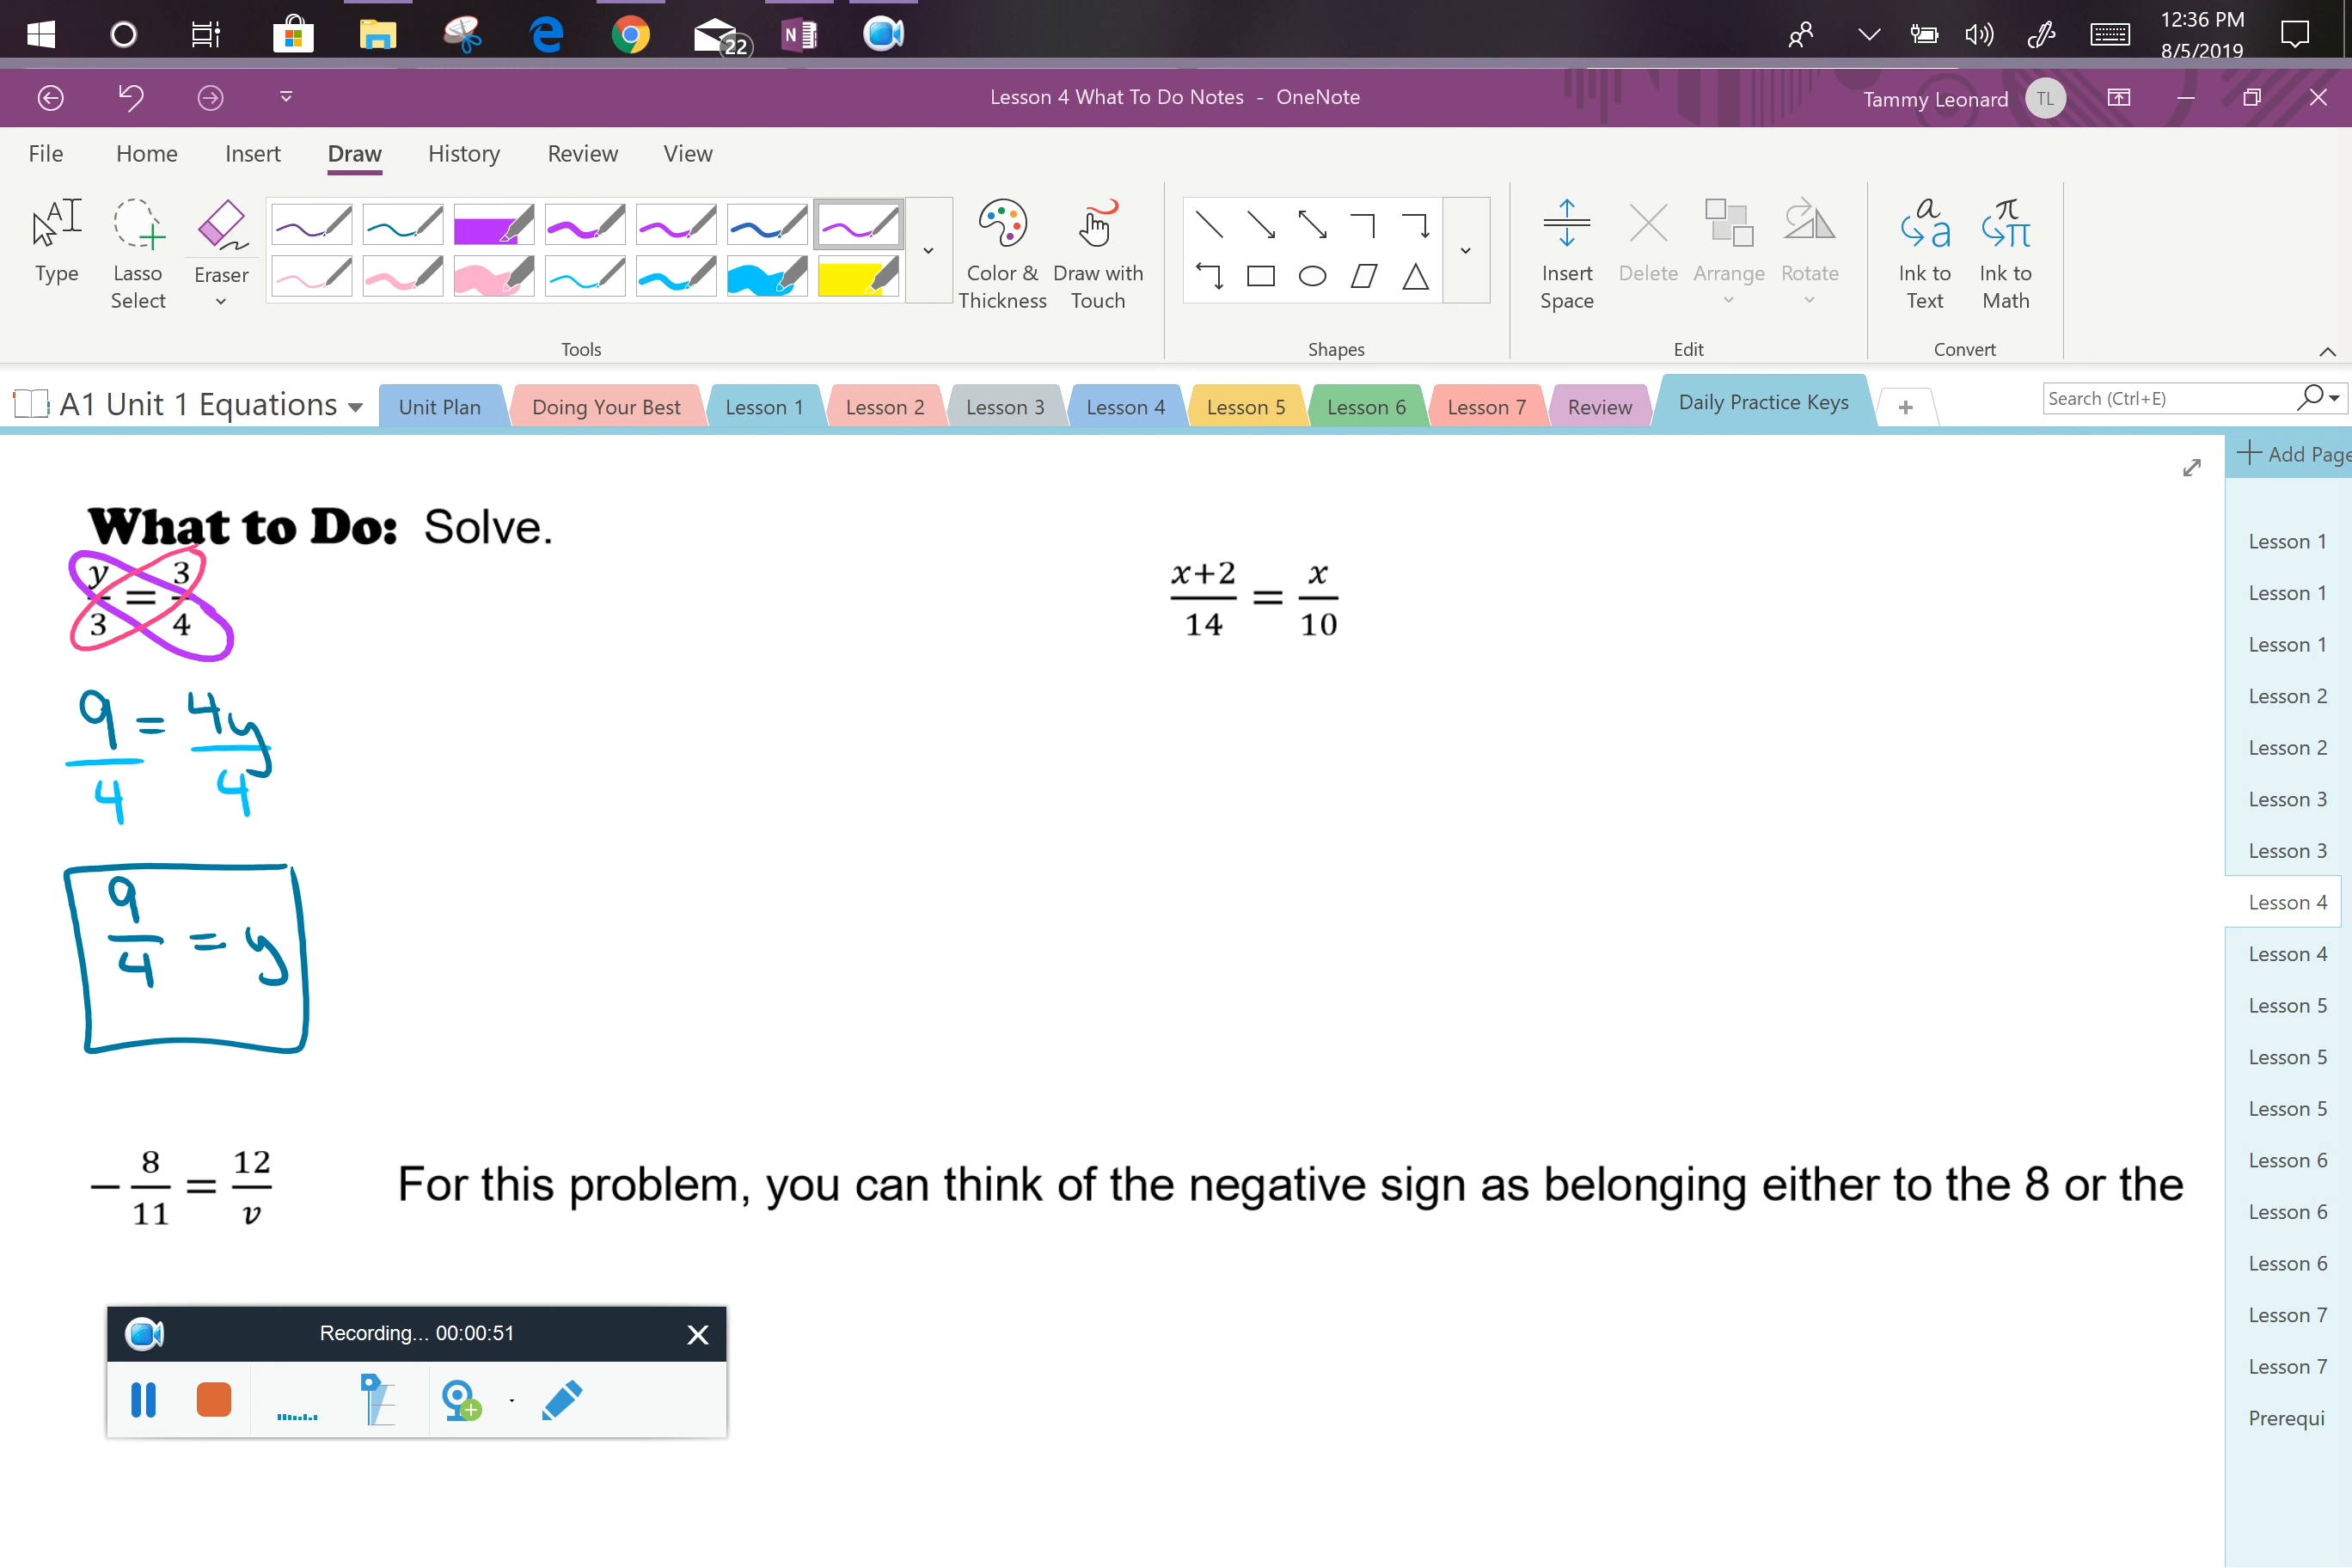 22
12:36 PM
8/5/2019
Lesson 4 What To Do Notes - OneNote
Tammy Leonard TL
File Home Insert Draw History Review View
Type
Lasso Select
Eraser
Color & Thickness
Draw with Touch
Insert Space
Delete
Arrange
Rotate
Ink to Text
Ink to Math
Tools Shapes Edit Convert
A1 Unit 1 Equations
Unit Plan Doing Your Best Lesson 1 Lesson 2 Lesson 3 Lesson 4 Lesson 5 Lesson 6 Lesson 7 Review Daily Practice Keys +
Search (Ctrl+E)
+ Add Page
What to Do: Solve.
y/3 = 3/4
x+2/14 = x/10
9/4 = 4y/4
9/4 = y
- 8/11 = 12/v
For this problem, you can think of the negative sign as belonging either to the 8 or the
Recording... 00:00:51
Lesson 1
Lesson 1
Lesson 1
Lesson 2
Lesson 2
Lesson 3
Lesson 3
Lesson 4
Lesson 4
Lesson 5
Lesson 5
Lesson 5
Lesson 6
Lesson 6
Lesson 6
Lesson 7
Lesson 7
Prerequi